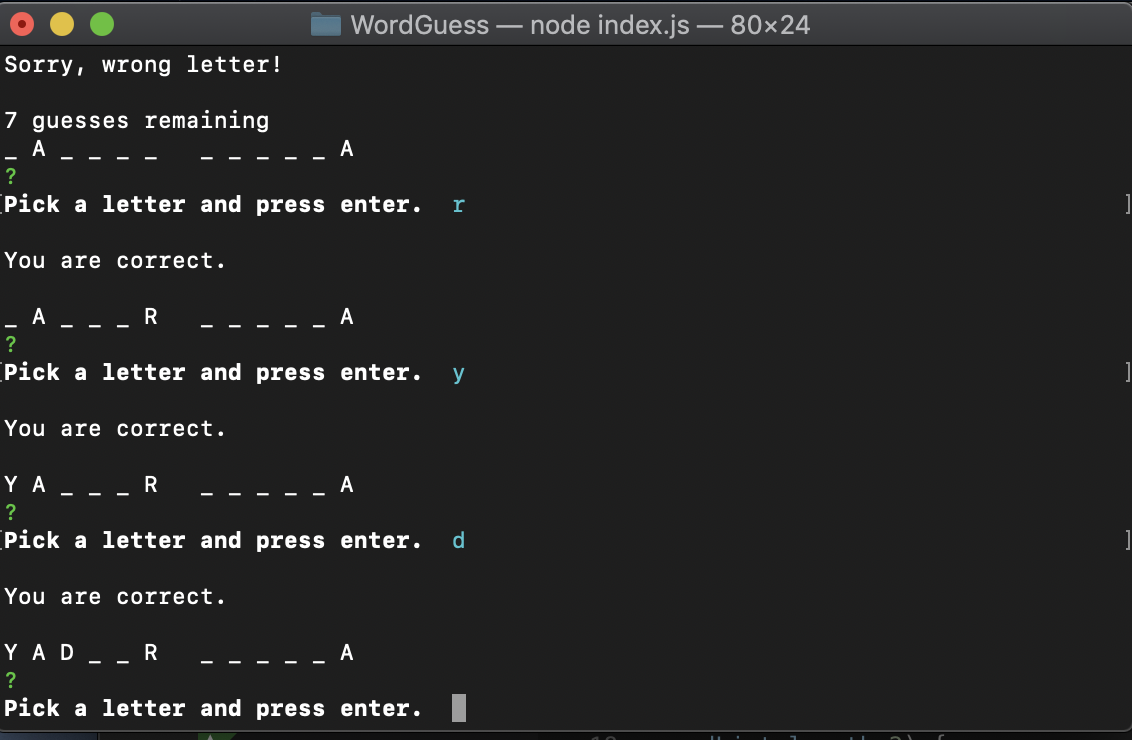 WordGuess — node index.js — 80×24
Sorry, wrong letter!
7 guesses remaining
_ A _ _ _ _   _ _ _ _ _ A
?
[Pick a letter and press enter.  r ]
You are correct.
_ A _ _ _ R   _ _ _ _ _ A
?
[Pick a letter and press enter.  y ]
You are correct.
Y A _ _ _ R   _ _ _ _ _ A
?
[Pick a letter and press enter.  d ]
You are correct.
Y A D _ _ R   _ _ _ _ _ A
?
Pick a letter and press enter.